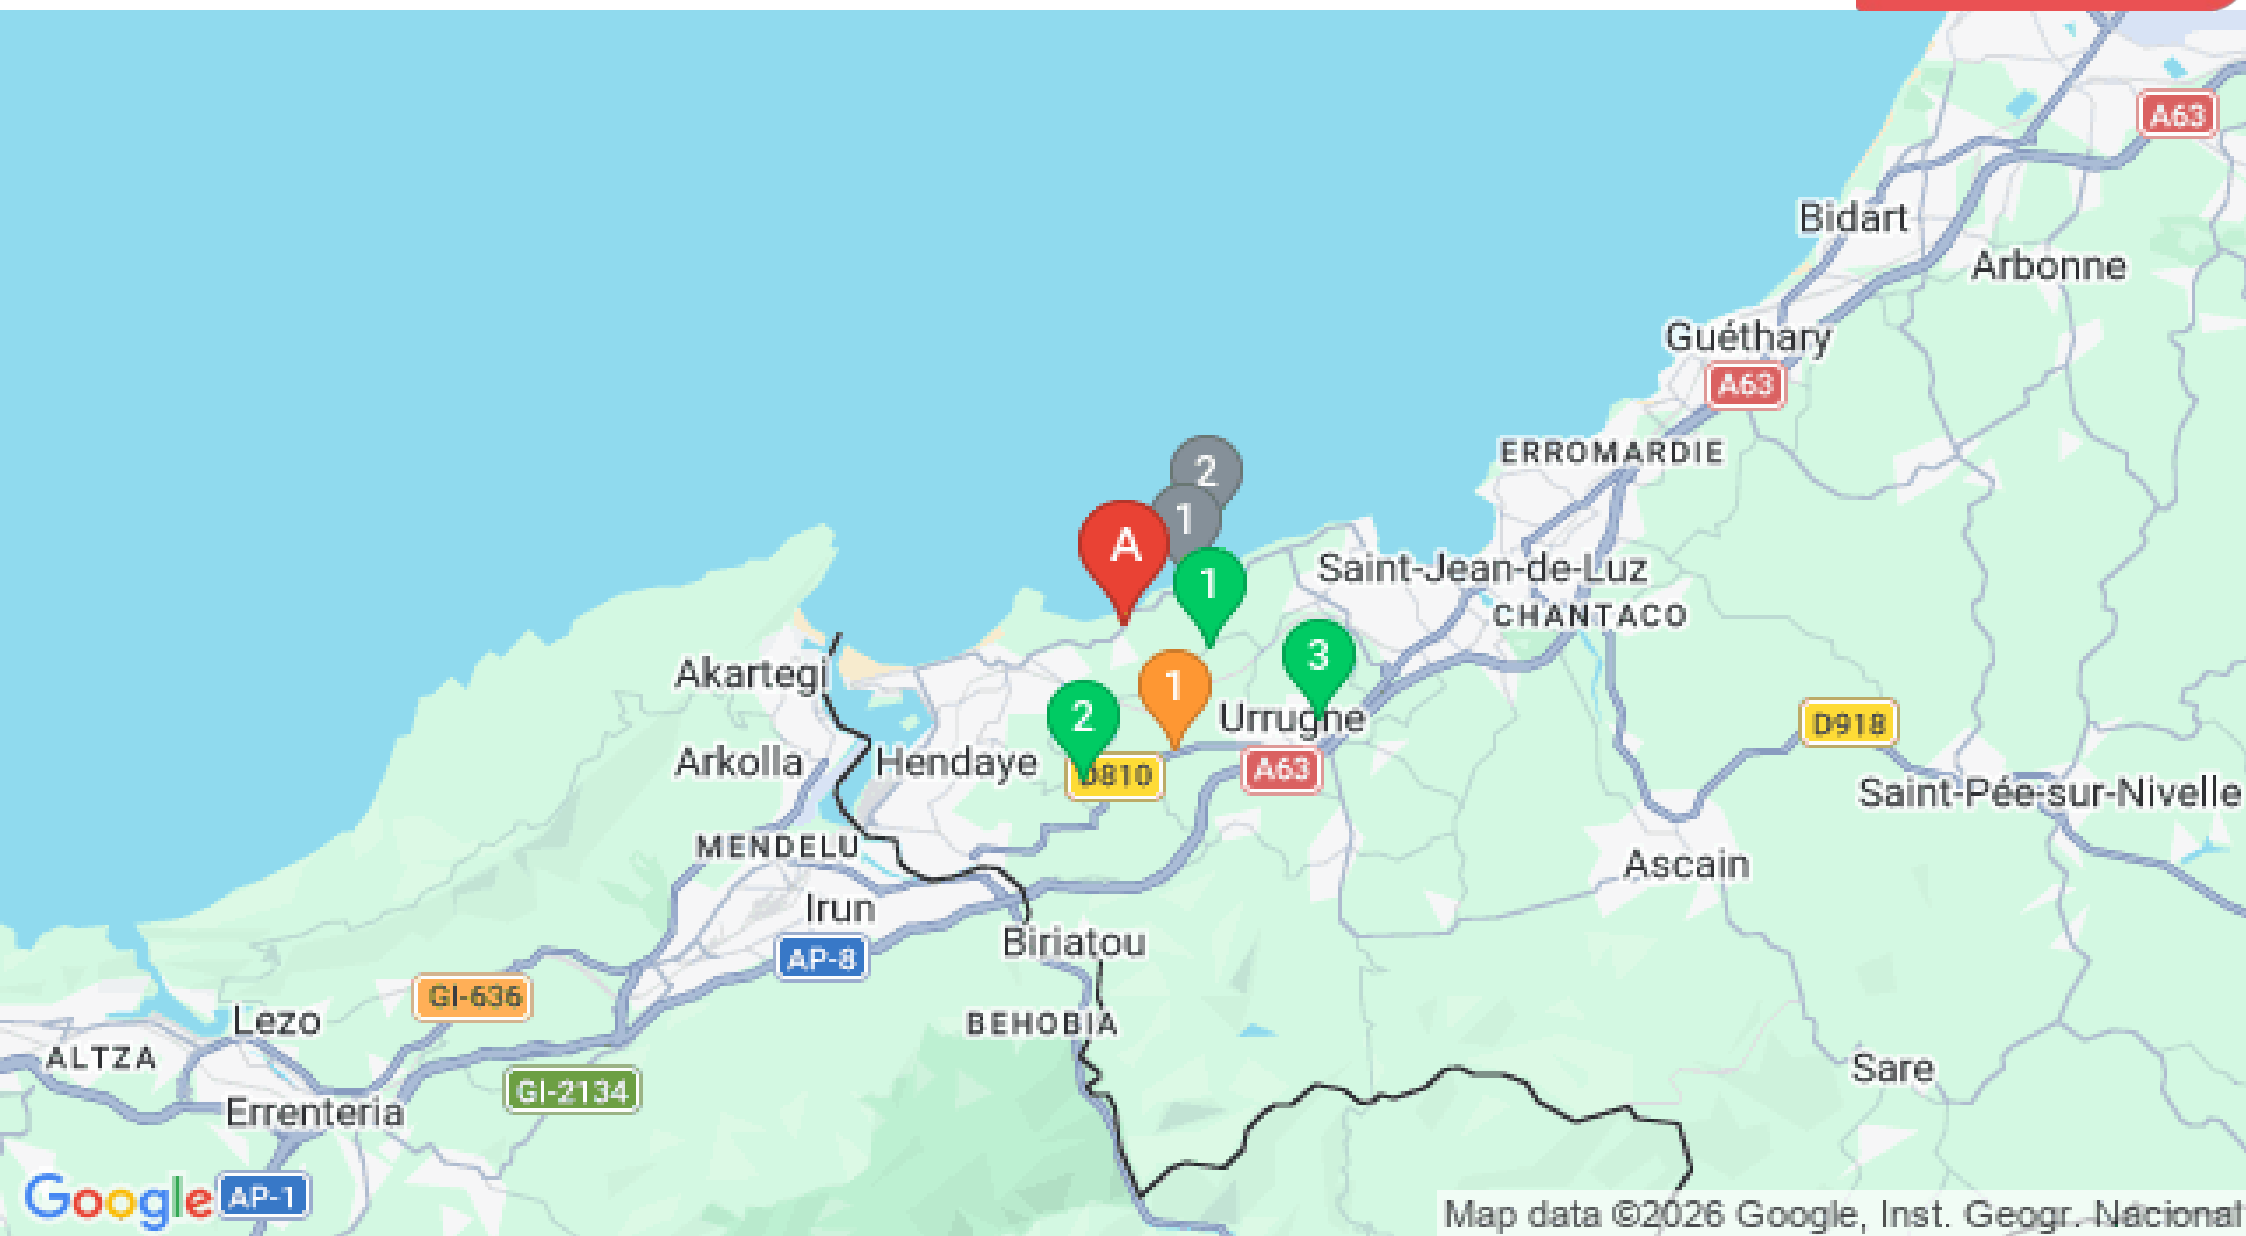 A63
Bidart
Arbonne
Guéthary
A63
ERROMARDIE
2
1
A
1
Saint-Jean-de-Luz
CHANTACO
3
Akartegi
1
2
Urrugne
D918
Arkolla
Hendaye
D810
A63
Saint-Pée-sur-Nivelle
MENDELU
Ascain
Irun
Biriatou
AP-8
GI-636
Lezo
BEHOBIA
ALTZA
Sare
GI-2134
Errenteria
Google
AP-1
Map data ©2026 Google, Inst. Geogr. Nacional